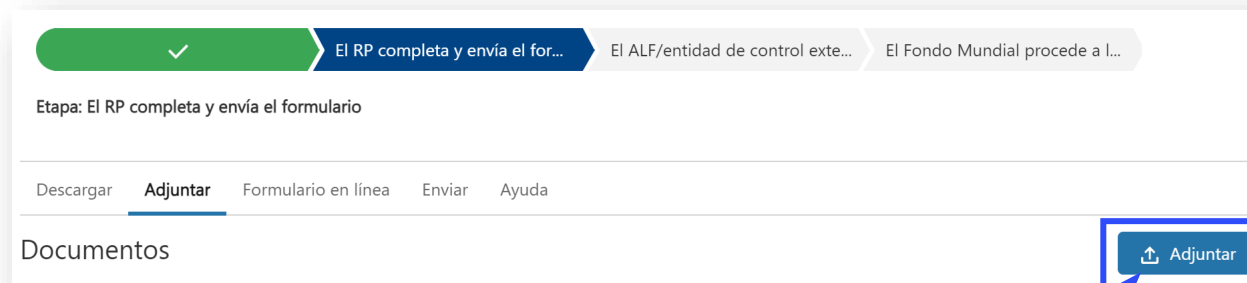 El RP completa y envía el for... El ALF/entidad de control exte... El Fondo Mundial procede a l...
Etapa: El RP completa y envía el formulario
Descargar Adjuntar Formulario en línea Enviar Ayuda
Documentos Adjuntar